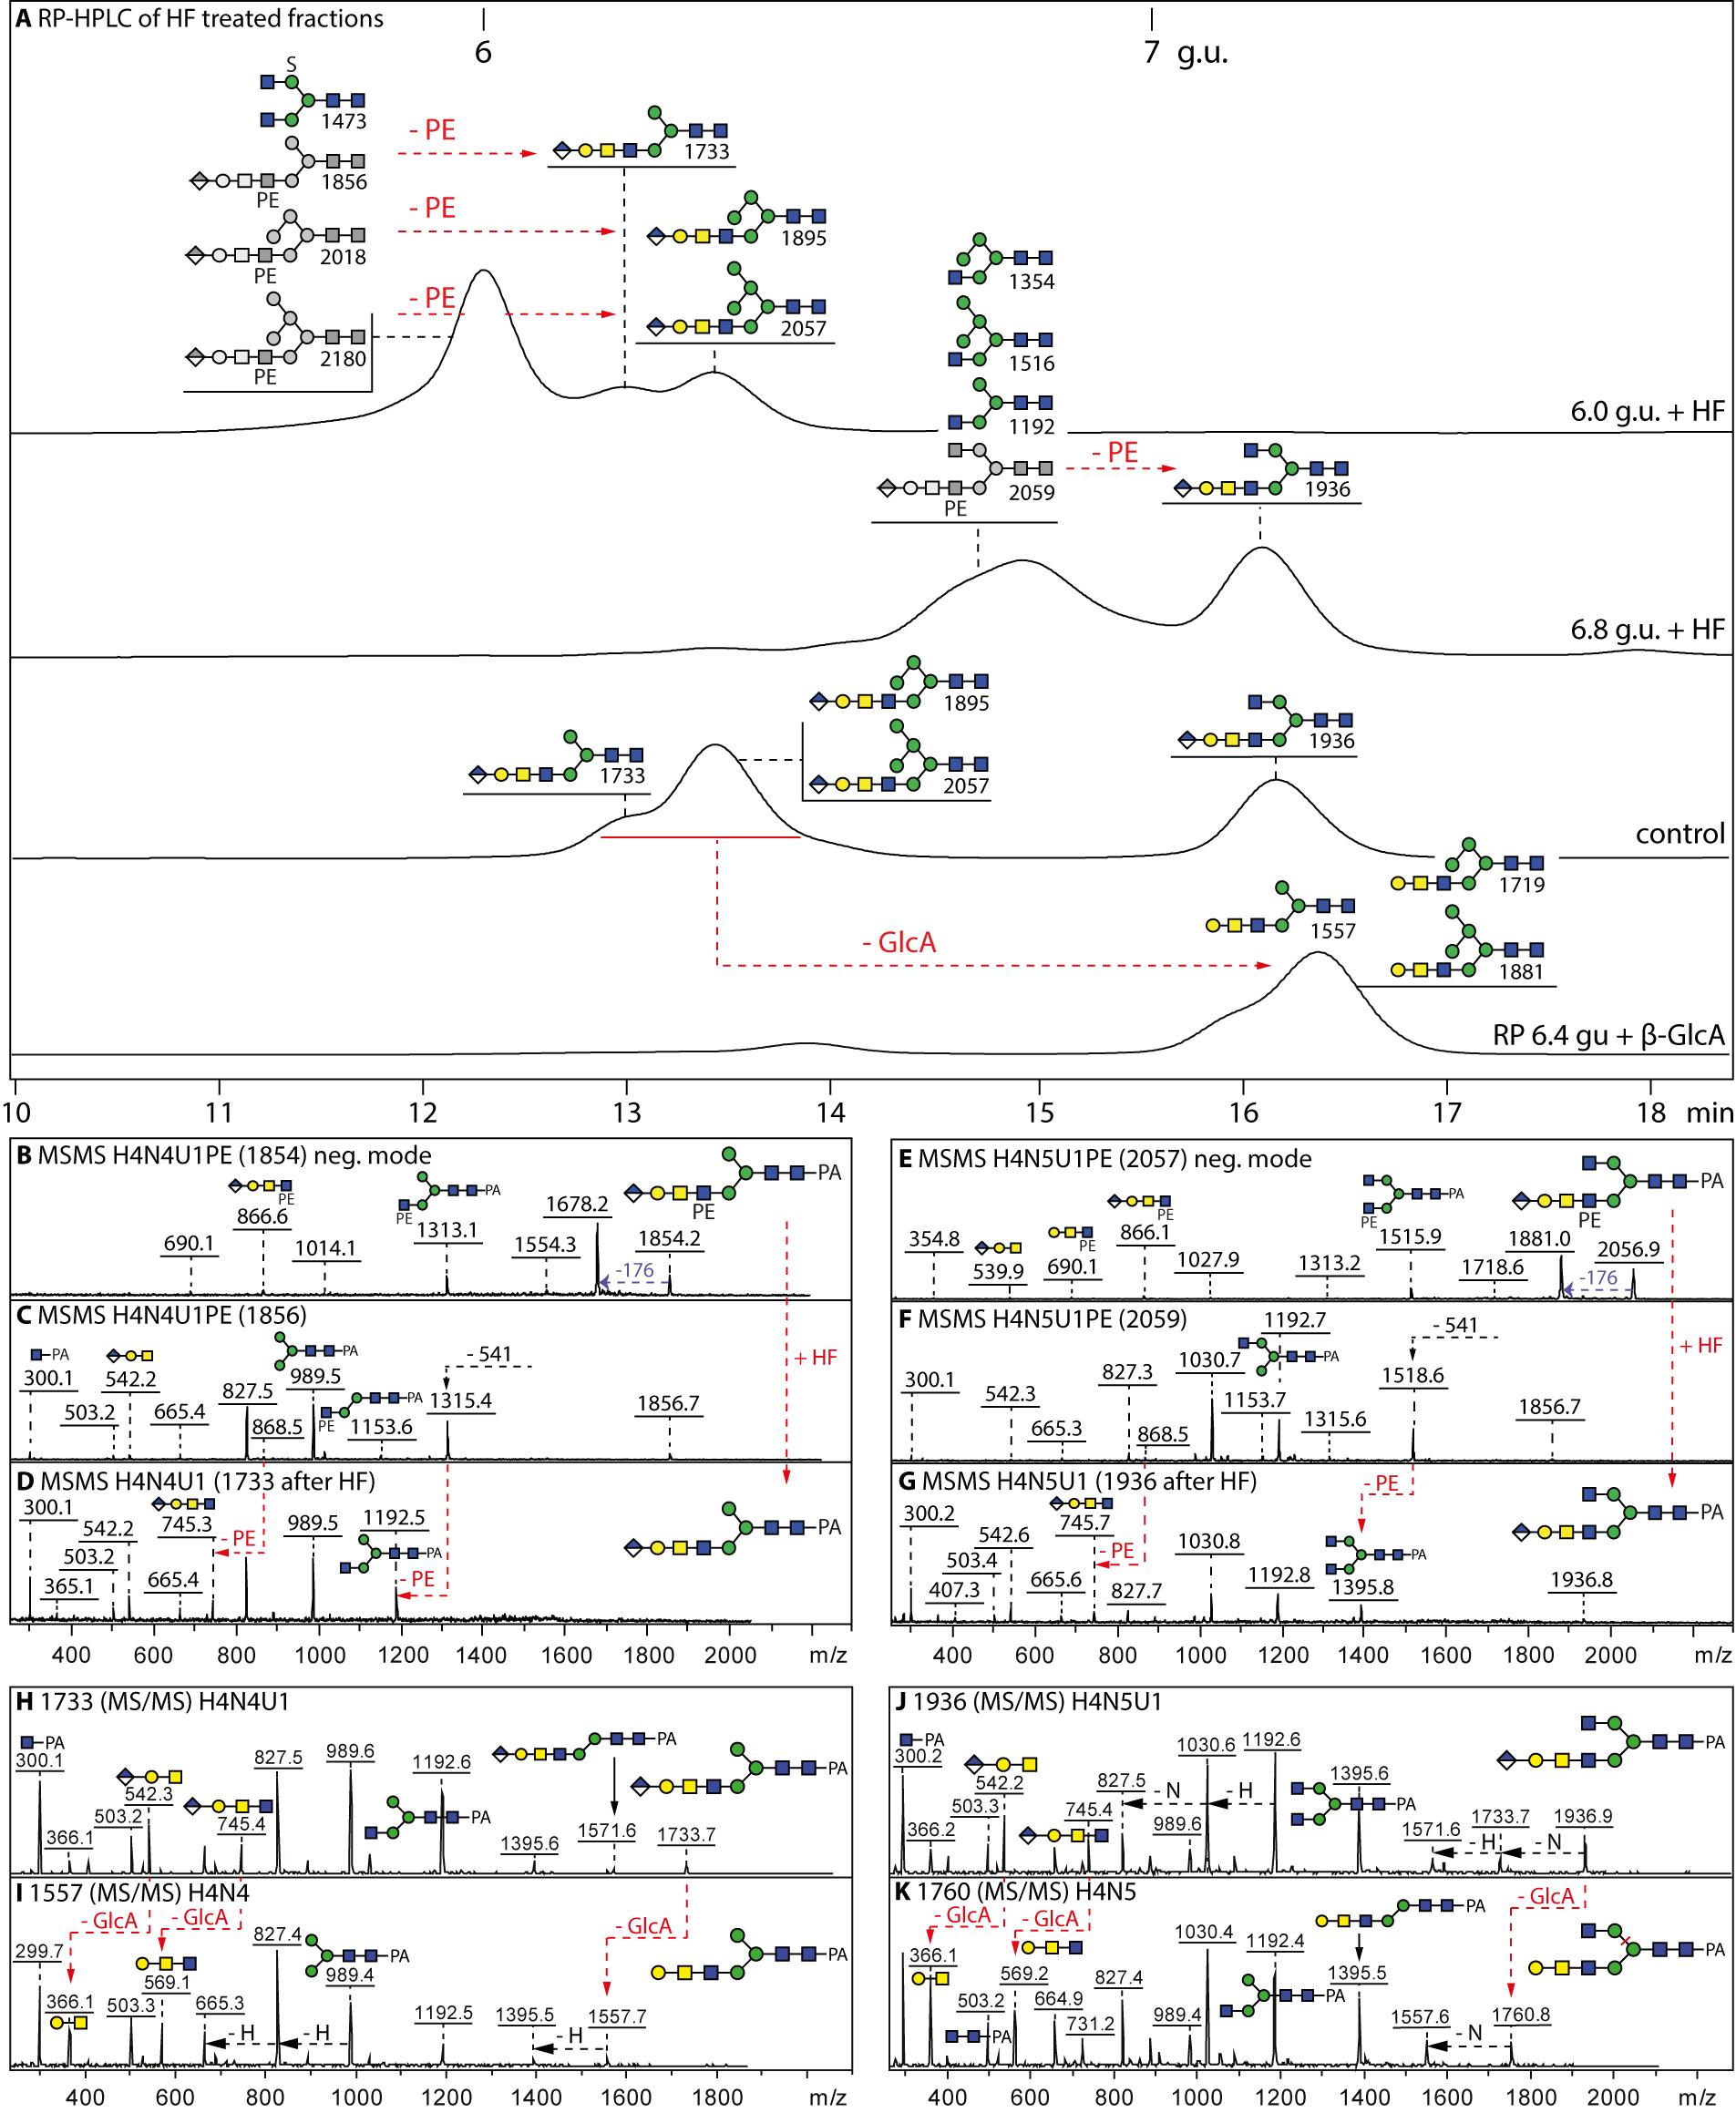 A RP-HPLC of HF treated fractions
6
7 g.u.
S
1473
1856
PE
2018
PE
2180
PE
- PE
- PE
- PE
1733
1895
2057
1354
1516
1192
2059
PE
- PE
1936
6.0 g.u. + HF
6.8 g.u. + HF
1733
1895
2057
1936
control
- GlcA
1557
1719
1881
RP 6.4 gu + β-GlcA
10 11 12 13 14 15 16 17 18 min
B MSMS H4N4U1PE (1854) neg. mode
PE
PE
-PA
-PA
PE
690.1
866.6
1014.1
1313.1
1554.3
1678.2
1854.2
-176
C MSMS H4N4U1PE (1856)
-PA
-PA
PE
-PA
- 541
+ HF
300.1
503.2
542.2
665.4
827.5
868.5
989.5
1153.6
1315.4
1856.7
D MSMS H4N4U1 (1733 after HF)
300.1
365.1
503.2
542.2
665.4
745.3
- PE
989.5
1192.5
-PA
- PE
-PA
400 600 800 1000 1200 1400 1600 1800 2000 m/z
E MSMS H4N5U1PE (2057) neg. mode
PE
PE
PE
-PA
-PA
PE
354.8
539.9
690.1
866.1
1027.9
1313.2
1515.9
1718.6
1881.0
2056.9
-176
F MSMS H4N5U1PE (2059)
-PA
- 541
+ HF
300.1
542.3
665.3
827.3
868.5
1030.7
1153.7
1192.7
1315.6
1518.6
1856.7
G MSMS H4N5U1 (1936 after HF)
300.2
407.3
503.4
542.6
665.6
745.7
- PE
827.7
1030.8
1192.8
- PE
-PA
1395.8
1936.8
-PA
400 600 800 1000 1200 1400 1600 1800 2000 m/z
H 1733 (MS/MS) H4N4U1
-PA
300.1
366.1
503.2
542.3
745.4
827.5
989.6
-PA
1192.6
1395.6
-PA
1571.6
1733.7
-PA
I 1557 (MS/MS) H4N4
- GlcA
- GlcA
- GlcA
299.7
366.1
503.3
569.1
665.3
- H
827.4
- H
-PA
989.4
1192.5
1395.5
- H
1557.7
-PA
400 600 800 1000 1200 1400 1600 1800 m/z
J 1936 (MS/MS) H4N5U1
-PA
300.2
366.2
503.3
542.2
745.4
827.5
- N
989.6
1030.6
- H
1192.6
-PA
1395.6
1571.6
- H
1733.7
- N
1936.9
-PA
K 1760 (MS/MS) H4N5
- GlcA
- GlcA
- GlcA
366.1
503.2
-PA
569.2
664.9
731.2
827.4
989.4
1030.4
1192.4
-PA
-PA
1395.5
1557.6
- N
1760.8
-PA
400 600 800 1000 1200 1400 1600 1800 2000 m/z